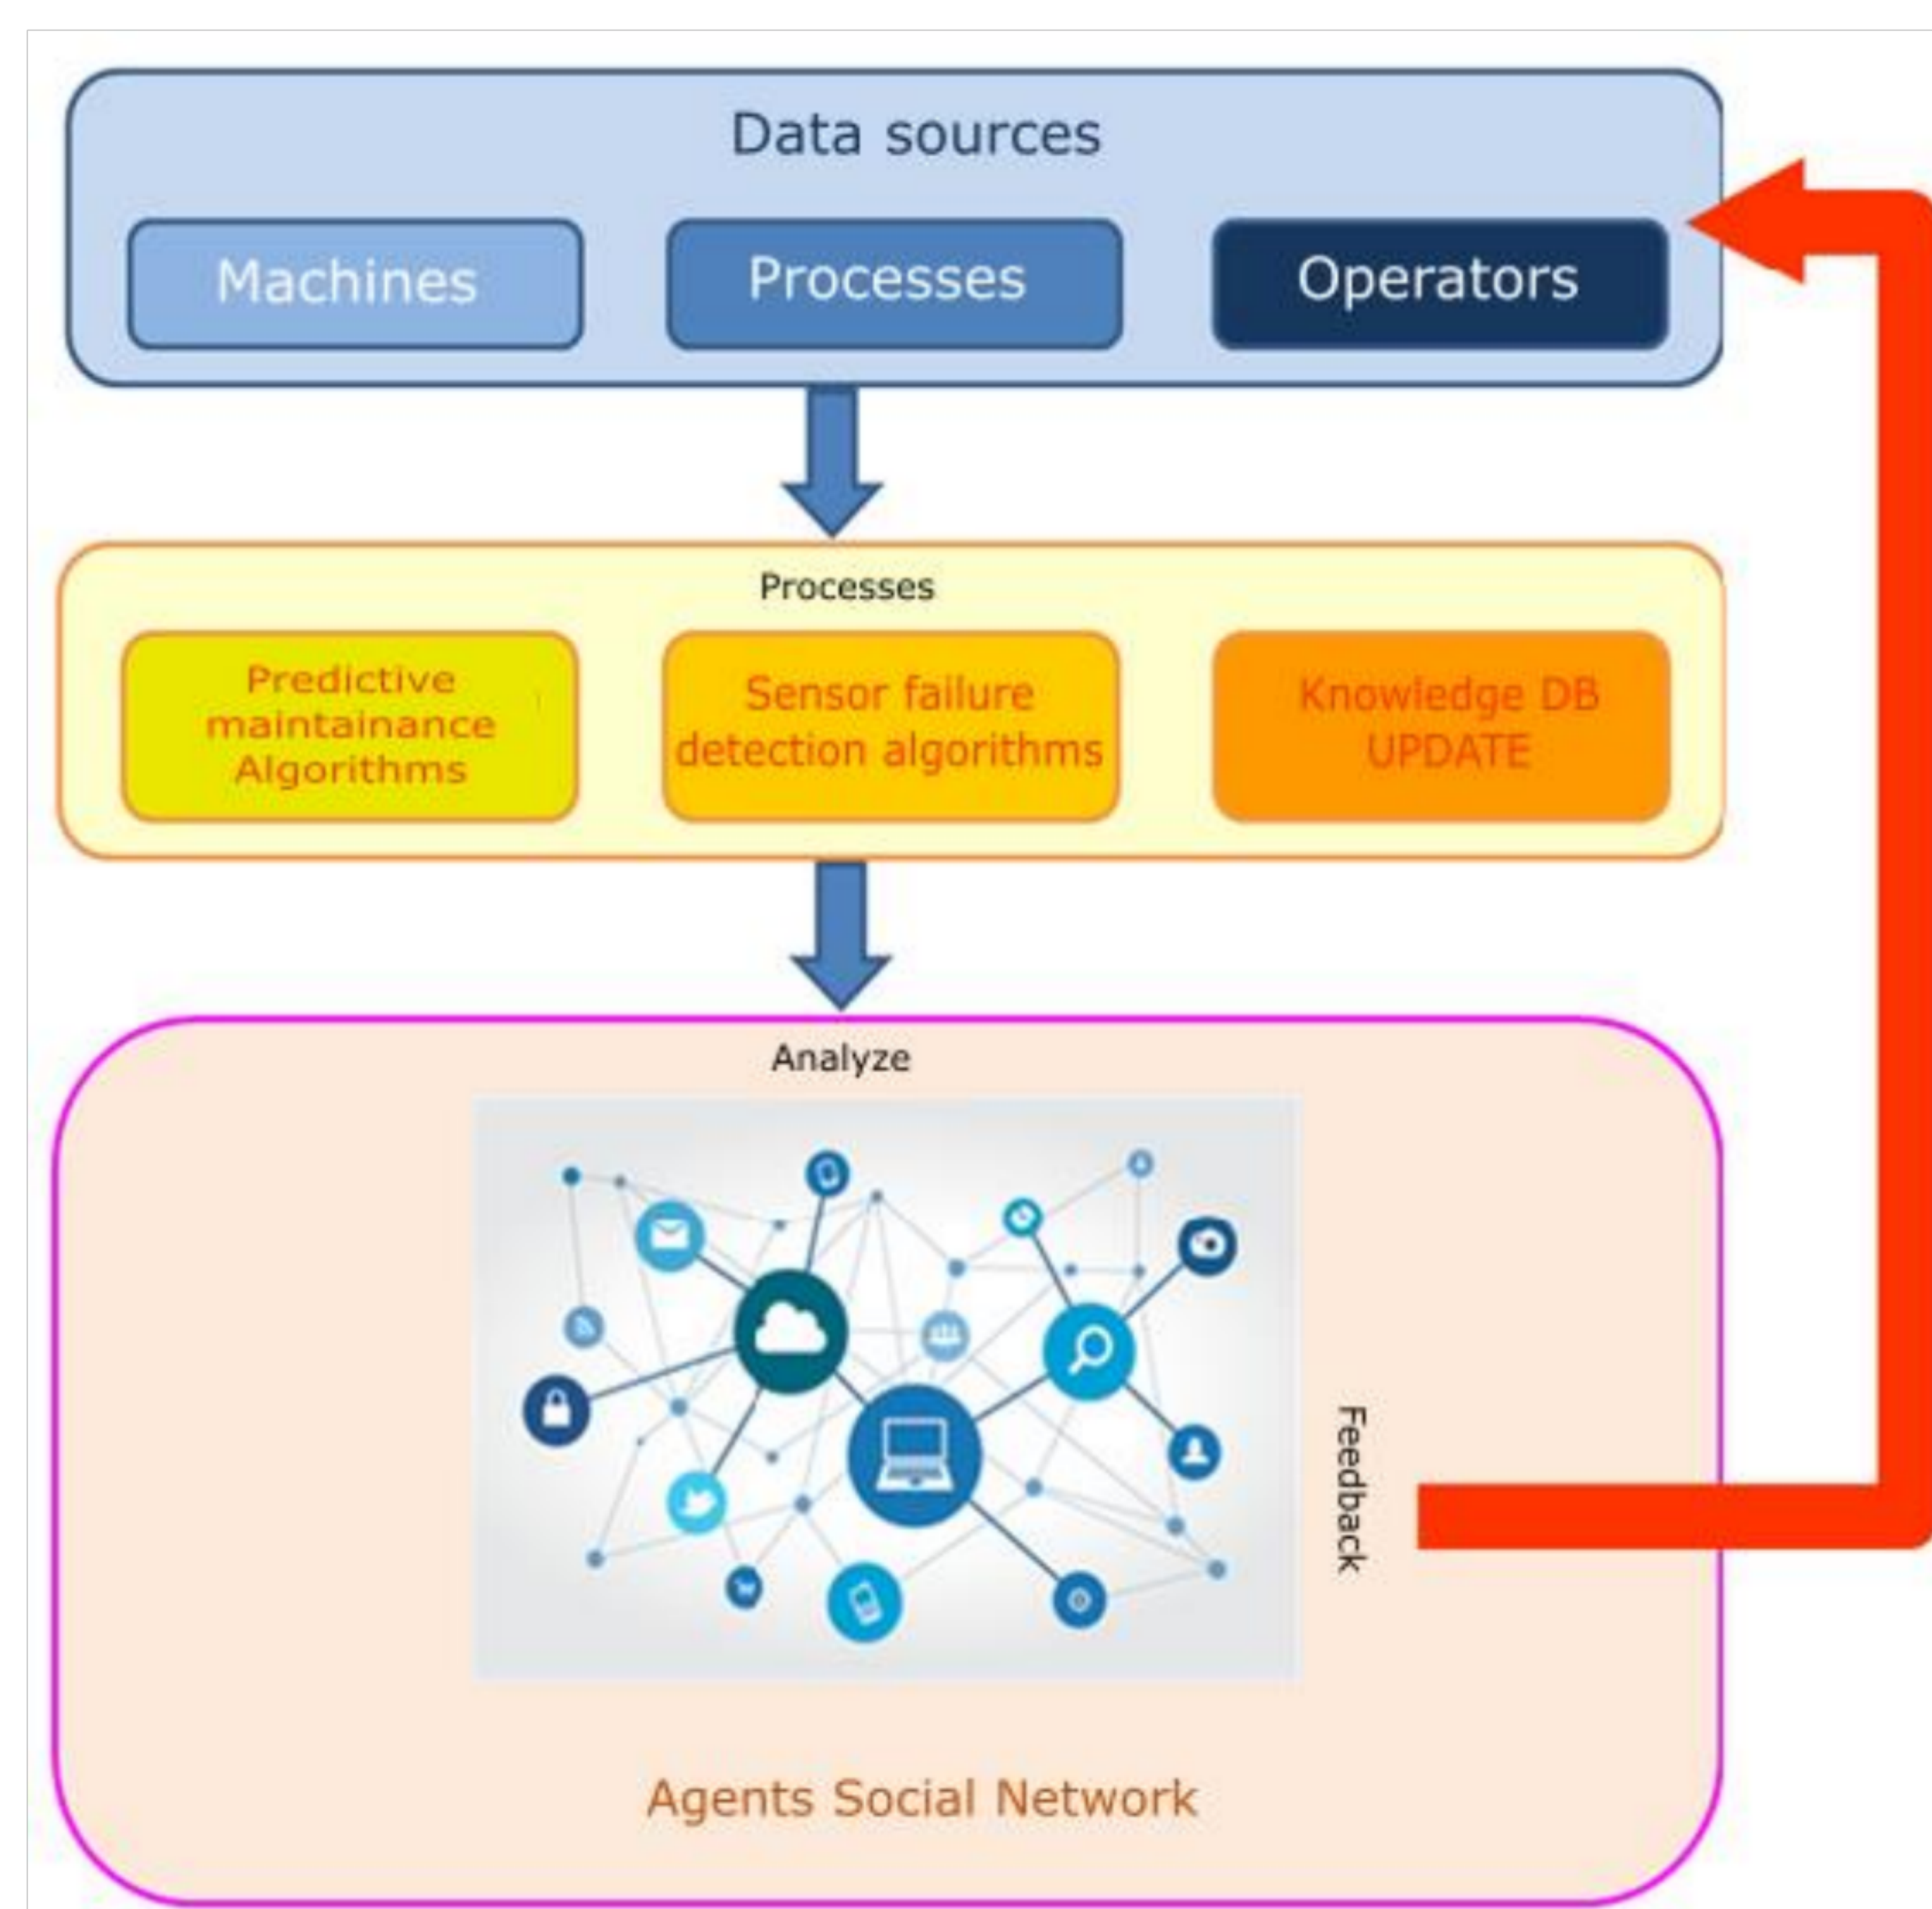 Data sources
Machines
Processes
Operators
Processes
Predictive
maintainance
Algorithms
Sensor failure
detection algorithms
Knowledge DB
UPDATE
Analyze
Feedback
Agents Social Network